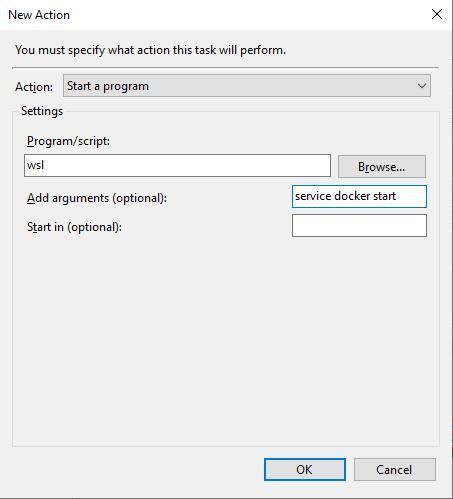 New Action
You must specify what action this task will perform.
Action: Start a program
Settings
Program/script:
wsl
Browse...
Add arguments (optional): service docker start
Start in (optional):
OK Cancel